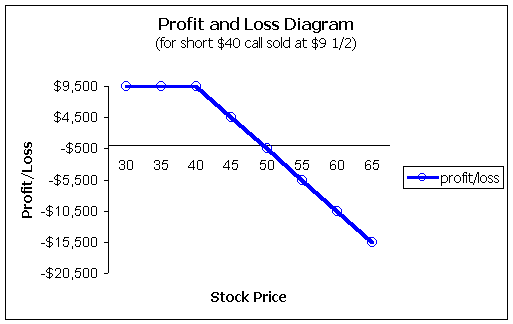 Profit and Loss Diagram
(for short $40 call sold at $9 1/2)
Profit/Loss
$9,500
$4,500
-$500
-$5,500
-$10,500
-$15,500
-$20,500
30 35 40 45 50 55 60 65
profit/loss
Stock Price